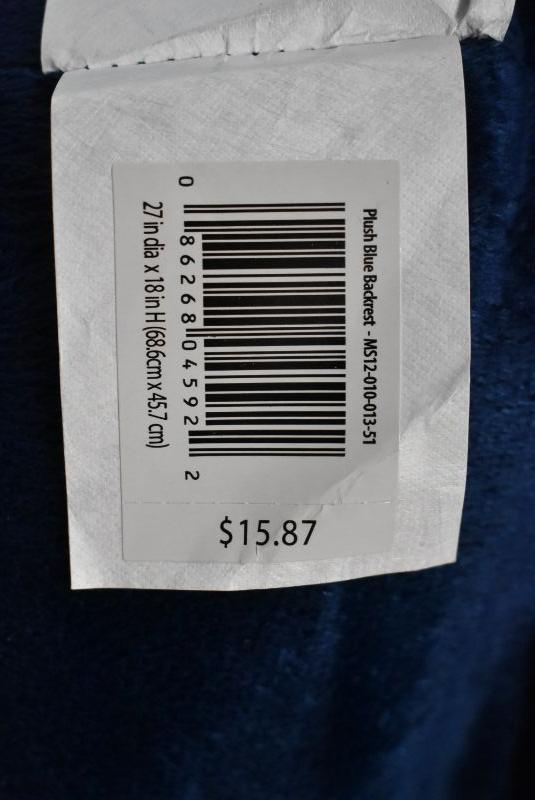 Plush Blue Backrest - MS12-010-013-51
0 86268 04592 2
27 in dia x 18 in H (68.6cm x 45.7 cm)
$15.87